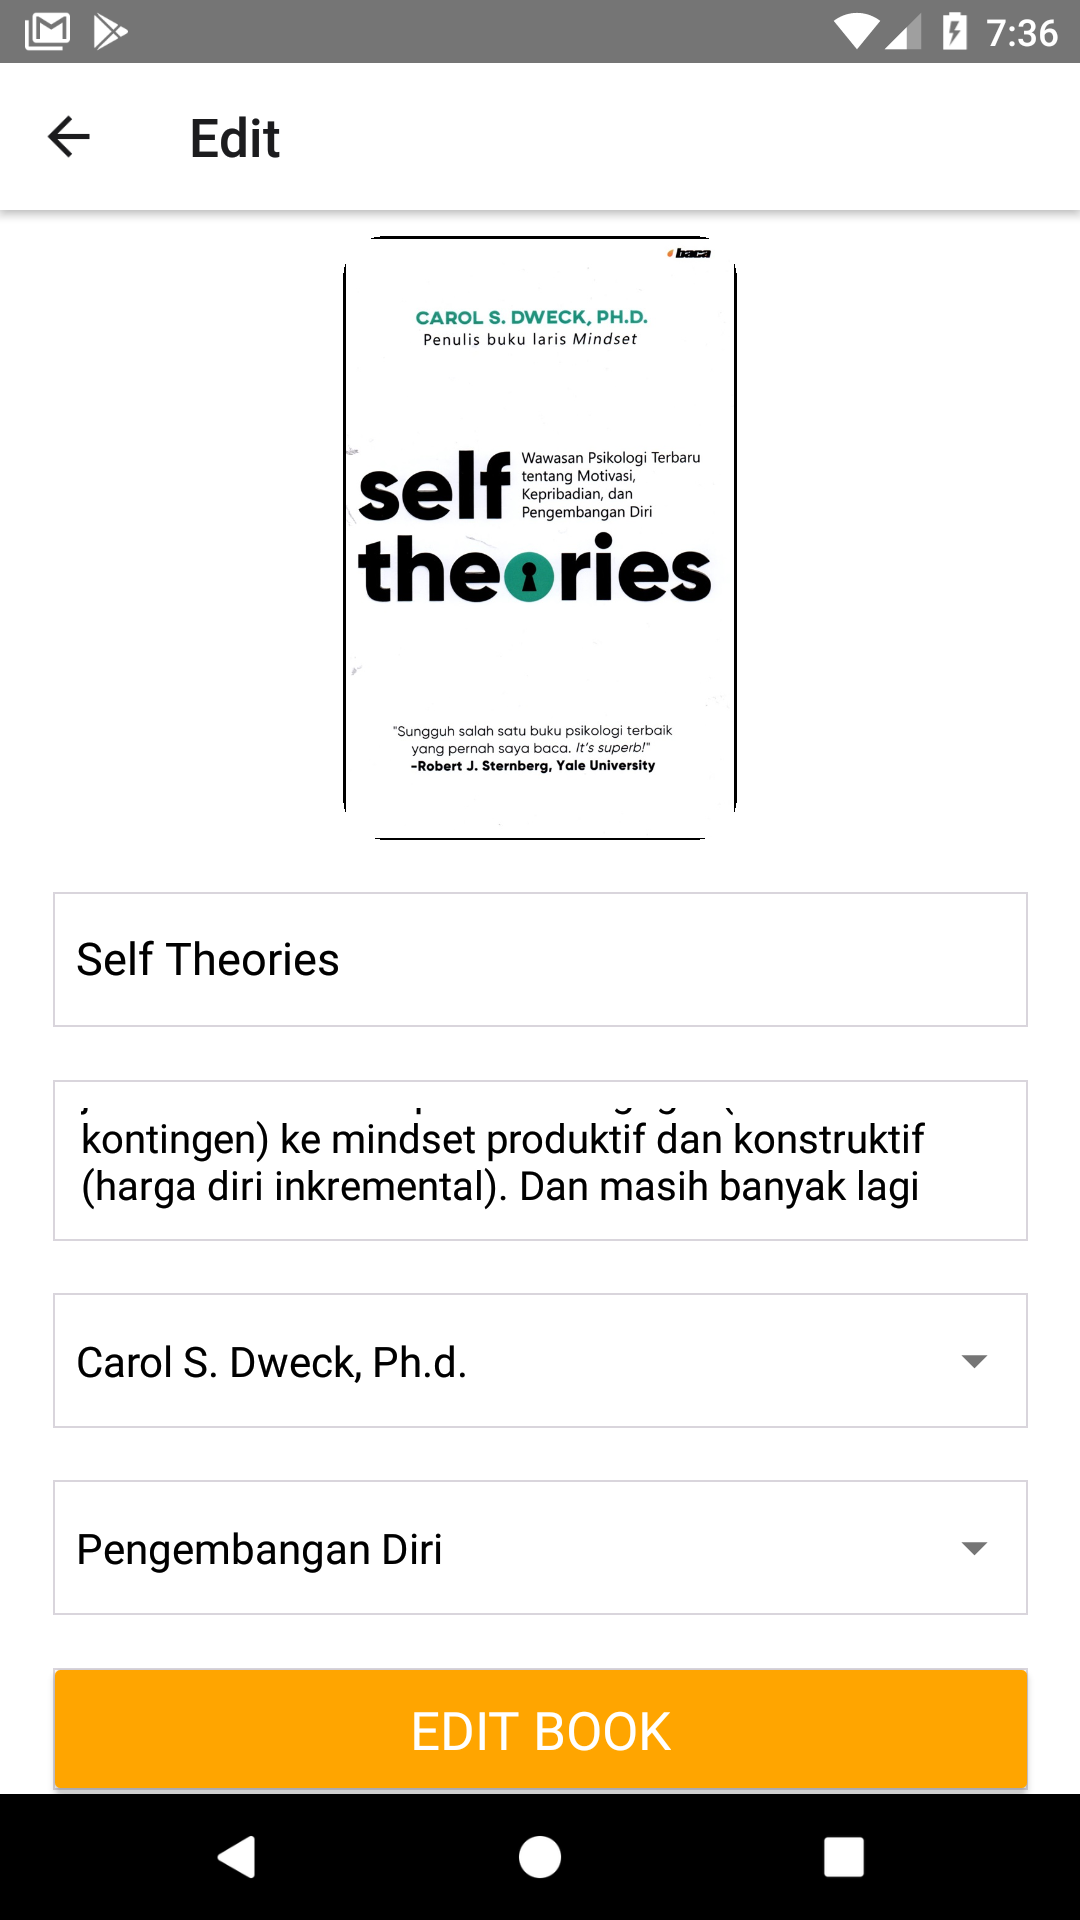 7:36
Edit
baca
CAROL S. DWECK, PH.D.
Penulis buku laris Mindset
self
Wawasan Psikologi Terbaru
tentang Motivasi,
Kepribadian, dan
Pengembangan Diri
theories
"Sungguh salah satu buku psikologi terbaik
yang pernah saya baca. It's superb!"
-Robert J. Sternberg, Yale University
Self Theories
kontingen) ke mindset produktif dan konstruktif
(harga diri inkremental). Dan masih banyak lagi
Carol S. Dweck, Ph.d.
Pengembangan Diri
EDIT BOOK